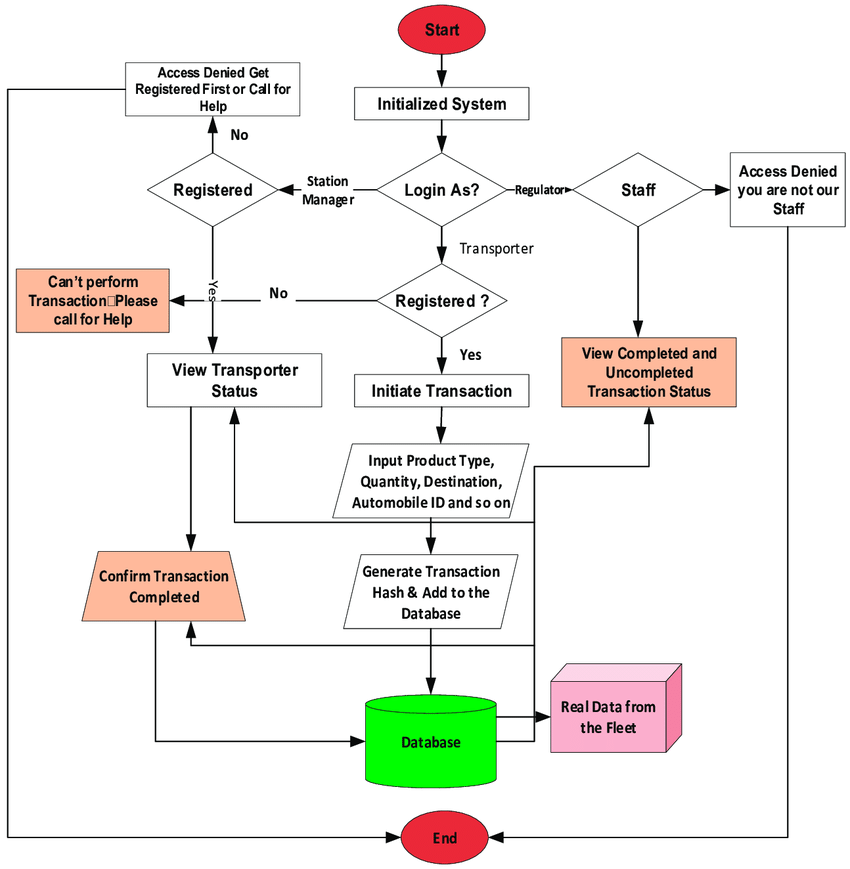 Start
Access Denied Get
Registered First or Call for
Help
Initialized System
No
Registered
Station
Manager
Login As?
Regulator
Staff
Access Denied
you are not our
Staff
Transporter
Can't perform
Transaction□Please
call for Help
Yes
No
Registered ?
Yes
View Transporter
Status
Initiate Transaction
View Completed and
Uncompleted
Transaction Status
Input Product Type,
Quantity, Destination,
Automobile ID and so on
Confirm Transaction
Completed
Generate Transaction
Hash & Add to the
Database
Real Data from
the Fleet
Database
End